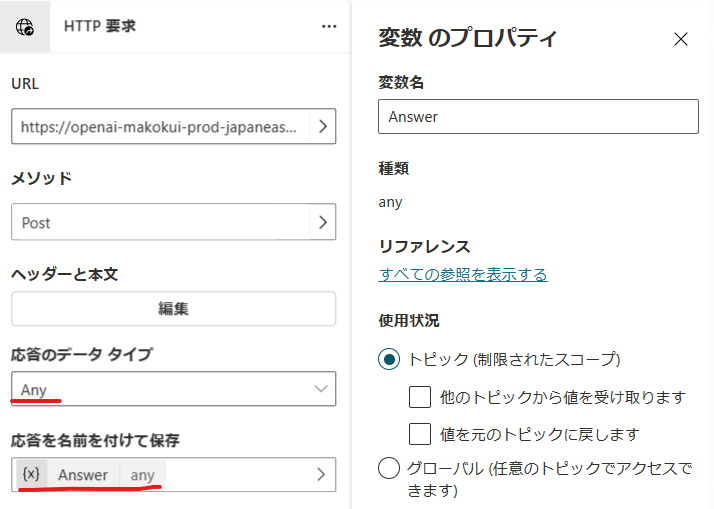 HTTP 要求
URL
https://openai-makokui-prod-japaneas...
メソッド
Post
ヘッダーと本文
編集
応答のデータ タイプ
Any
応答を名前を付けて保存
{x} Answer any
変数 のプロパティ
変数名
Answer
種類
any
リファレンス
すべての参照を表示する
使用状況
トピック (制限されたスコープ)
他のトピックから値を受け取ります
値を元のトピックに戻します
グローバル (任意のトピックでアクセスで
きます)